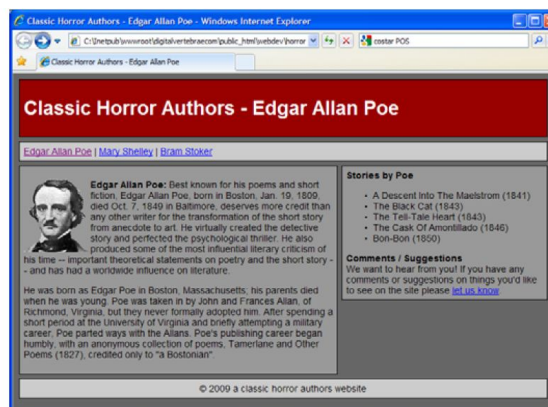 Classic Horror Authors - Edgar Allan Poe - Windows Internet Explorer
C:\Inetpub\wwwroot\digitalvertebraecom\public_html\webdev\horror
costar POS
Classic Horror Authors - Edgar Allan Poe
Classic Horror Authors - Edgar Allan Poe
Edgar Allan Poe | Mary Shelley | Bram Stoker
Edgar Allan Poe: Best known for his poems and short
fiction, Edgar Allan Poe, born in Boston, Jan. 19, 1809,
died Oct. 7, 1849 in Baltimore, deserves more credit than
any other writer for the transformation of the short story
from anecdote to art. He virtually created the detective
story and perfected the psychological thriller. He also
produced some of the most influential literary criticism of
his time -- important theoretical statements on poetry and the short story -
- and has had a worldwide influence on literature.
He was born as Edgar Poe in Boston, Massachusetts; his parents died
when he was young. Poe was taken in by John and Frances Allan, of
Richmond, Virginia, but they never formally adopted him. After spending a
short period at the University of Virginia and briefly attempting a military
career, Poe parted ways with the Allans. Poe's publishing career began
humbly, with an anonymous collection of poems, Tamerlane and Other
Poems (1827), credited only to "a Bostonian".
Stories by Poe
• A Descent Into The Maelstrom (1841)
• The Black Cat (1843)
• The Tell-Tale Heart (1843)
• The Cask Of Amontillado (1846)
• Bon-Bon (1850)
Comments / Suggestions
We want to hear from you! If you have any
comments or suggestions on things you'd like
to see on the site please let us know.
© 2009 a classic horror authors website